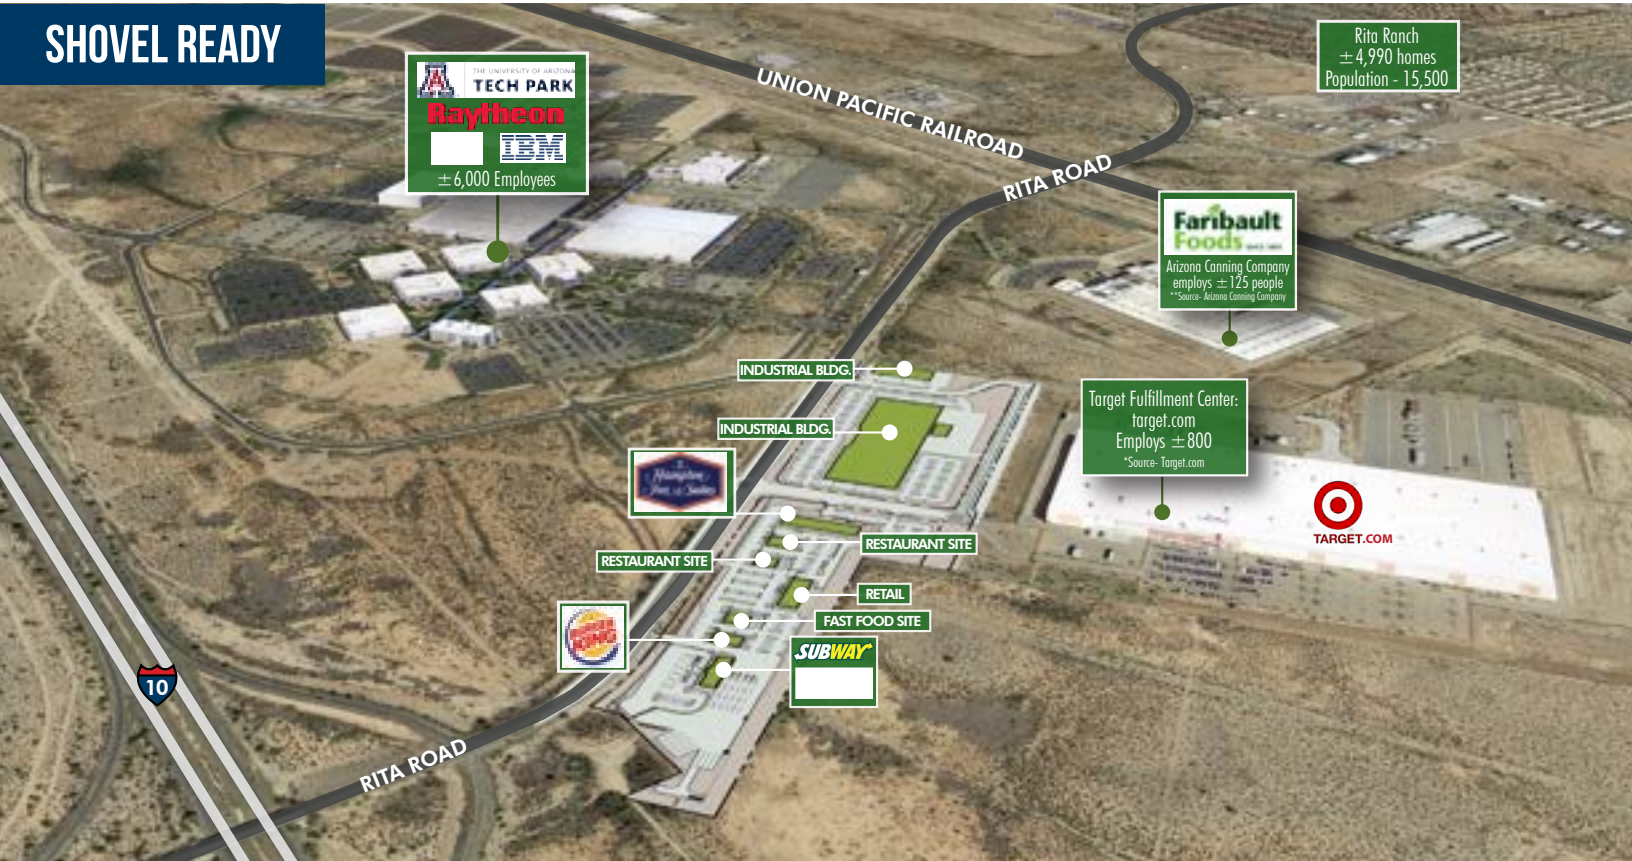 SHOVEL READY
THE UNIVERSITY OF ARIZONA
TECH PARK
Raytheon
IBM
±6,000 Employees
UNION PACIFIC RAILROAD
RITA ROAD
Rita Ranch
±4,990 homes
Population - 15,500
Faribault
Foods
Arizona Canning Company
employs ±125 people
**Source- Arizona Canning Company
INDUSTRIAL BLDG.
INDUSTRIAL BLDG.
Target Fulfillment Center:
target.com
Employs ±800
*Source- Target.com
TARGET.COM
Hampton
Inn & Suites
RESTAURANT SITE
RESTAURANT SITE
RETAIL
FAST FOOD SITE
BURGER
KING
SUBWAY
10
RITA ROAD